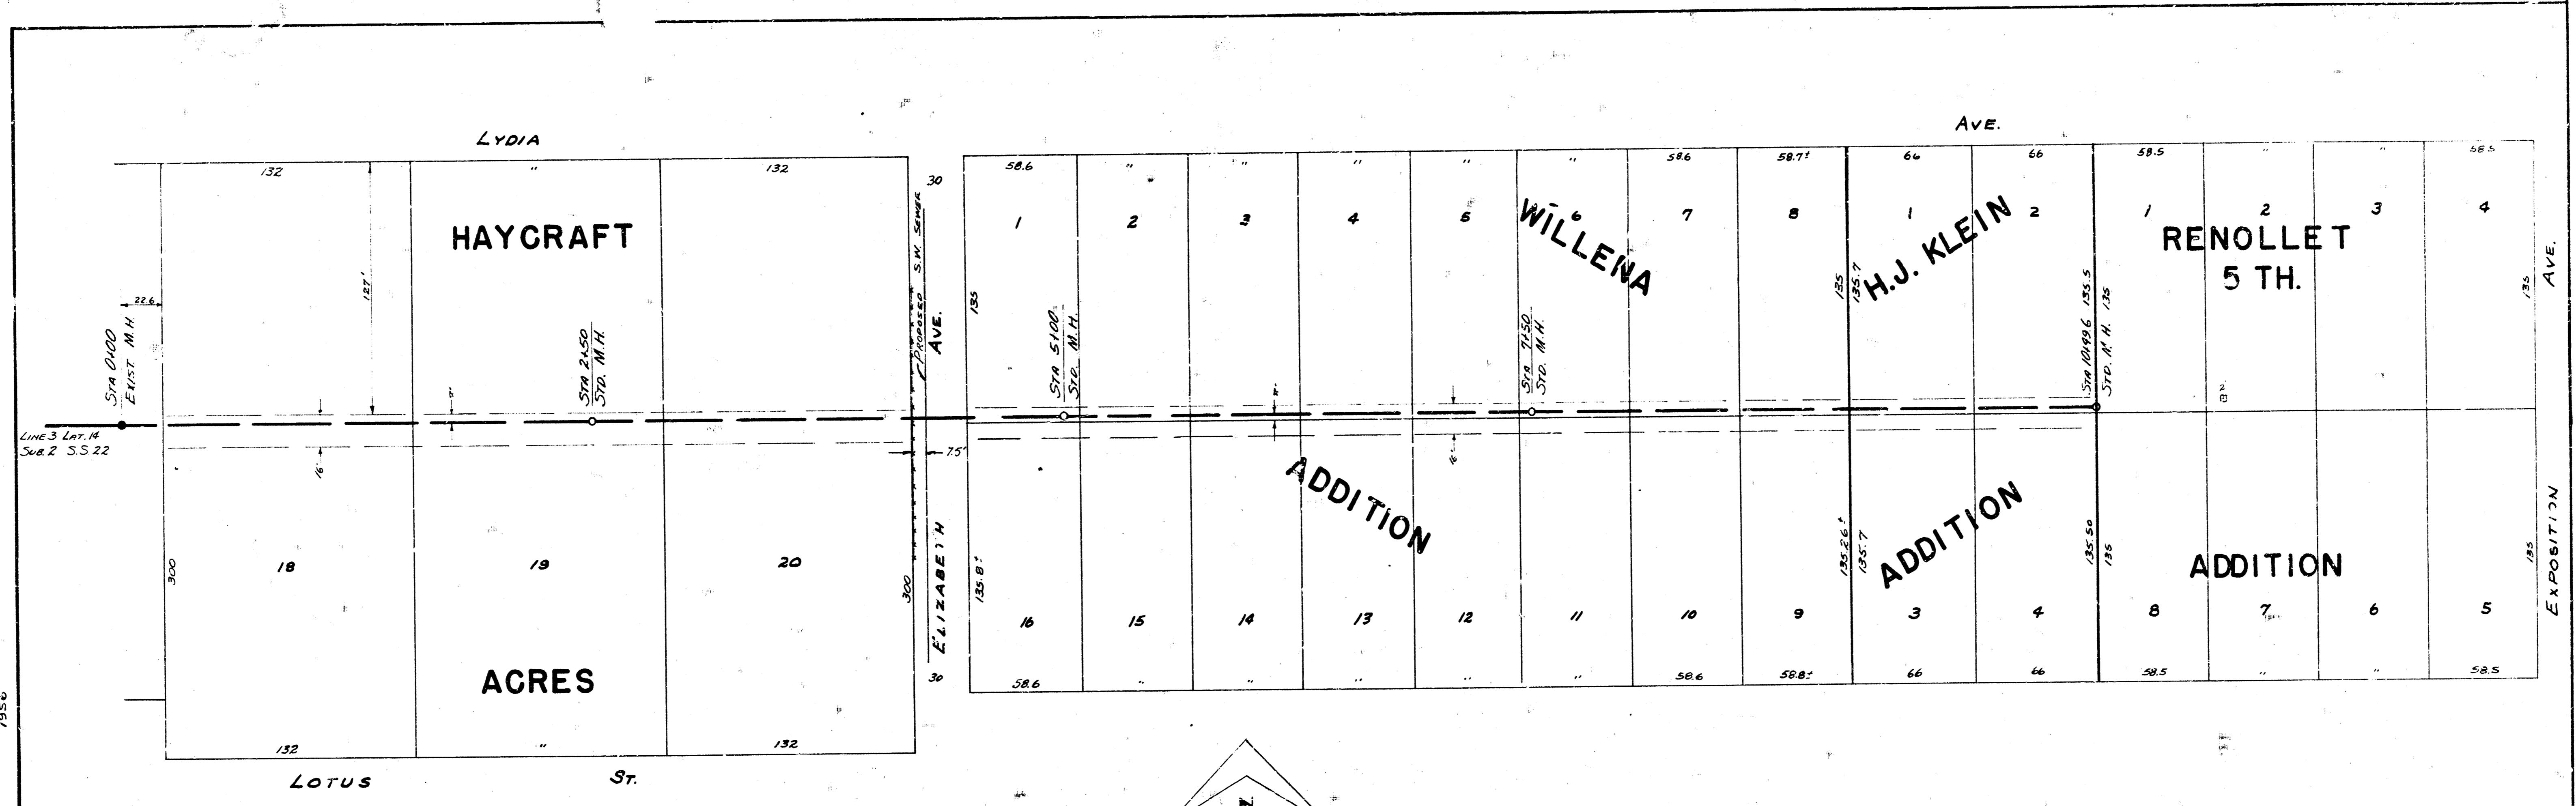 LYDIA AVE.
132 " 132
30
58.6 " " " " " 58.6 58.7± 66 66 58.5 " " 58.5
HAYCRAFT
1 2 3 4 5 6 7 8 1 2 1 2 3 4
WILLENA
H.J. KLEIN
RENOLLET
5 TH.
127'
22.6
PROPOSED S.W. SEWER
AVE.
135
135
135.7
135.5
135
135
AVE.
STA 0+00
EXIST M.H
STA 2+50
STD. M.H.
STA 5+00
STD. M.H.
STA 7+50
STD. M.H.
STA 10+49.6
STD. M.H.
LINE 3 LAT. 14
SUB. 2 S.S 22
16'
7.5'
16'
ADDITION
ADDITION
ADDITION
300
18 19 20
300
ELIZABETH
135.8±
135.26±
135.7
135.50
135
135
EXPOSITION
16 15 14 13 12 11 10 9 3 4 8 7 6 5
ACRES
30
58.6 " " " " " 58.6 58.8± 66 66 58.5 " " 58.5
132 " 132
LOTUS ST.